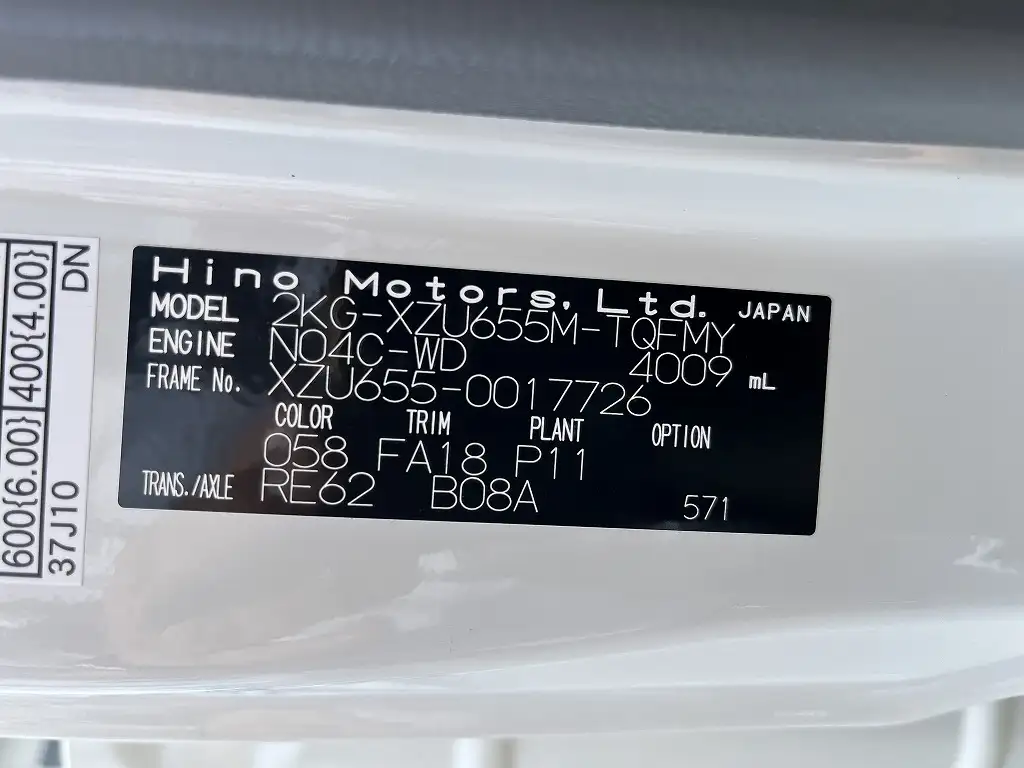 Hino Motors, Ltd. JAPAN
MODEL 2KG-XZU655M-TQFMY
ENGINE N04C-WD 4009 mL
FRAME No. XZU655-0017726
COLOR TRIM PLANT OPTION
058 FA18 P11
TRANS./AXLE RE62 B08A 571
600{6.00} 400{4.00}
37J10 DN